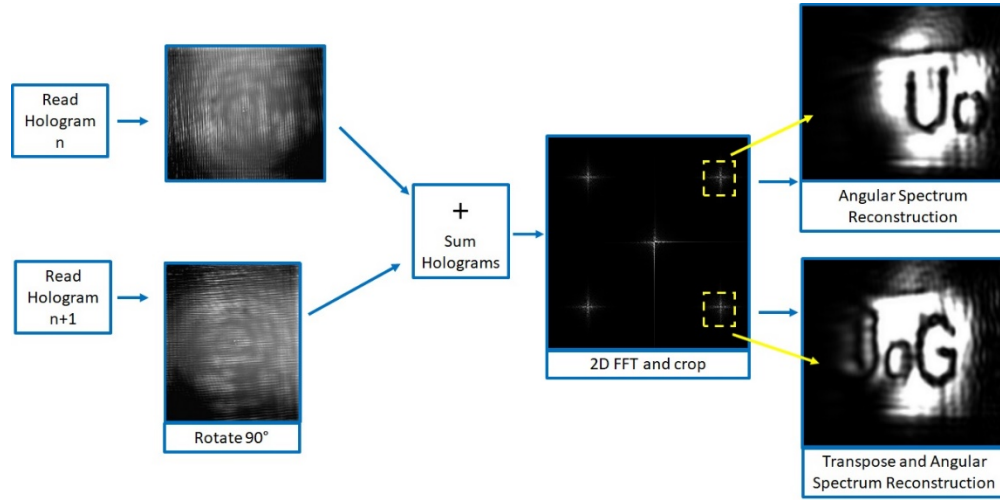 Read
Hologram
n
Read
Hologram
n+1
Rotate 90°
+
Sum
Holograms
2D FFT and crop
Uo
Angular Spectrum
Reconstruction
JoG
Transpose and Angular
Spectrum Reconstruction